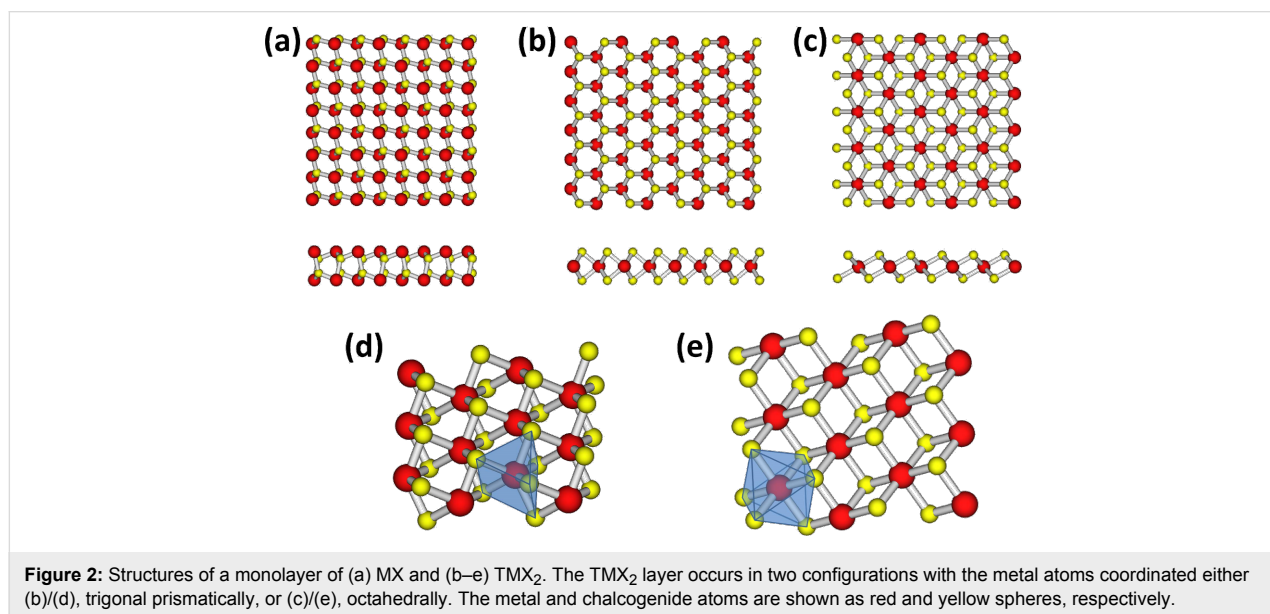 (a) (b) (c)
(d) (e)
Figure 2: Structures of a monolayer of (a) MX and (b–e) TMX2. The TMX2 layer occurs in two configurations with the metal atoms coordinated either
(b)/(d), trigonal prismatically, or (c)/(e), octahedrally. The metal and chalcogenide atoms are shown as red and yellow spheres, respectively.